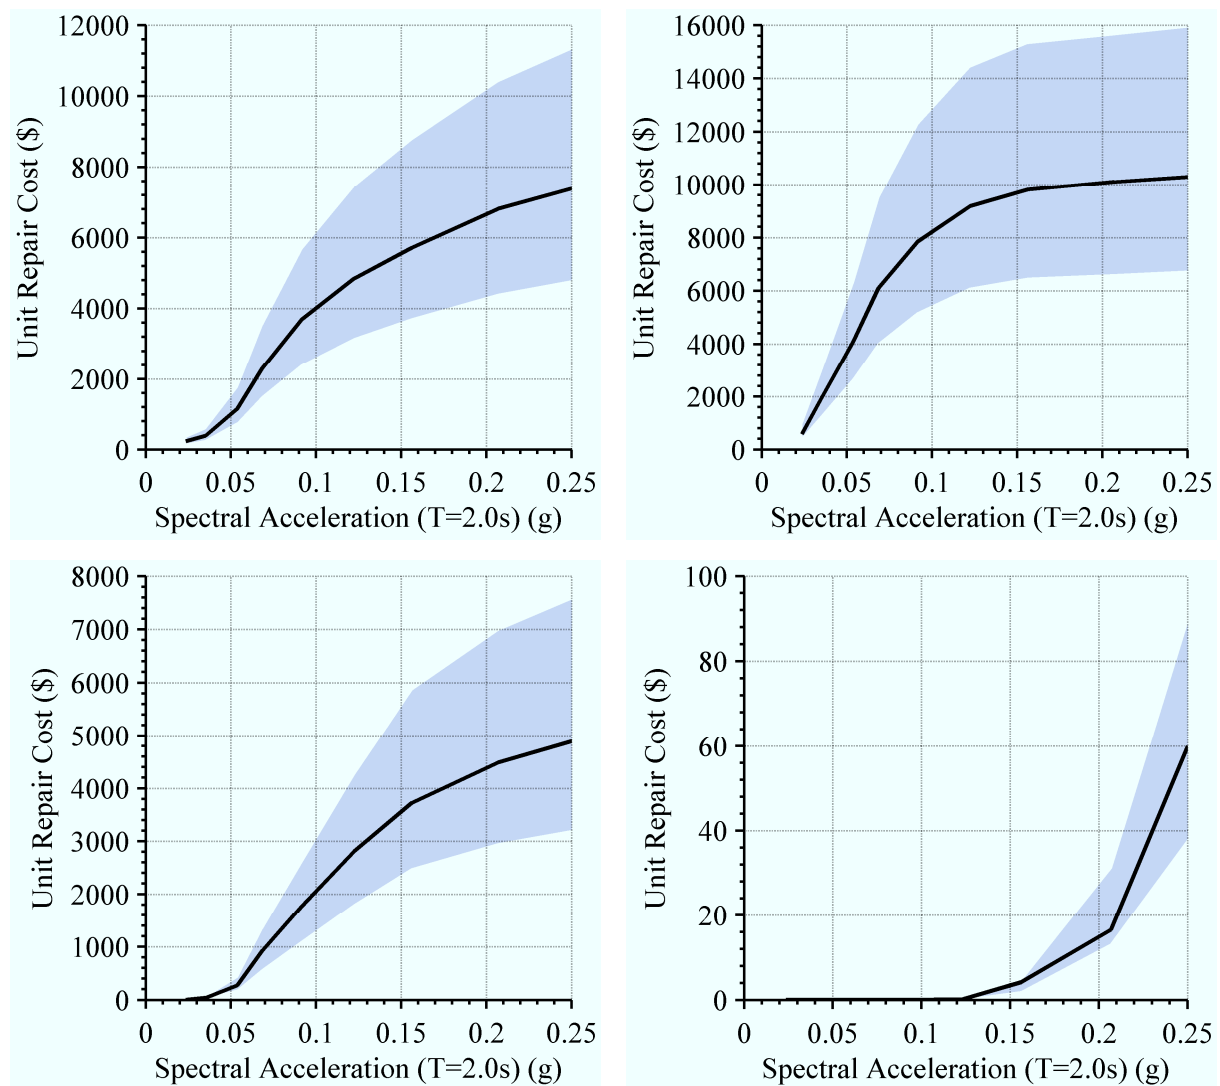 12000
10000
8000
6000
4000
2000
0
Unit Repair Cost ($)
0 0.05 0.1 0.15 0.2 0.25
Spectral Acceleration (T=2.0s) (g)
16000
14000
12000
10000
8000
6000
4000
2000
0
Unit Repair Cost ($)
0 0.05 0.1 0.15 0.2 0.25
Spectral Acceleration (T=2.0s) (g)
8000
7000
6000
5000
4000
3000
2000
1000
0
Unit Repair Cost ($)
0 0.05 0.1 0.15 0.2 0.25
Spectral Acceleration (T=2.0s) (g)
100
80
60
40
20
0
Unit Repair Cost ($)
0 0.05 0.1 0.15 0.2 0.25
Spectral Acceleration (T=2.0s) (g)